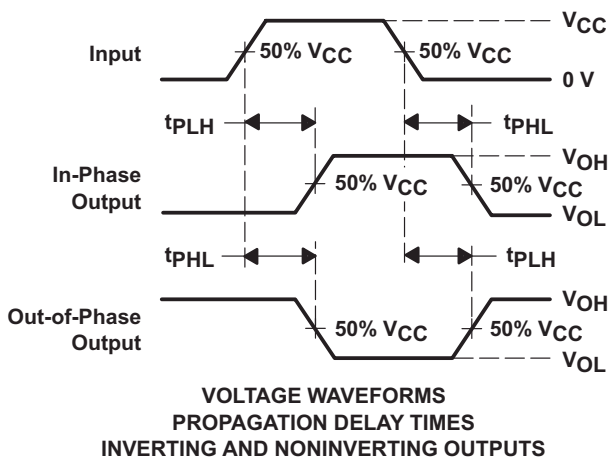 VCC
Input
50% VCC
50% VCC
0 V
tPLH
tPHL
VOH
In-Phase
Output
50% VCC
50% VCC
VOL
tPHL
tPLH
VOH
Out-of-Phase
Output
50% VCC
50% VCC
VOL
VOLTAGE WAVEFORMS
PROPAGATION DELAY TIMES
INVERTING AND NONINVERTING OUTPUTS